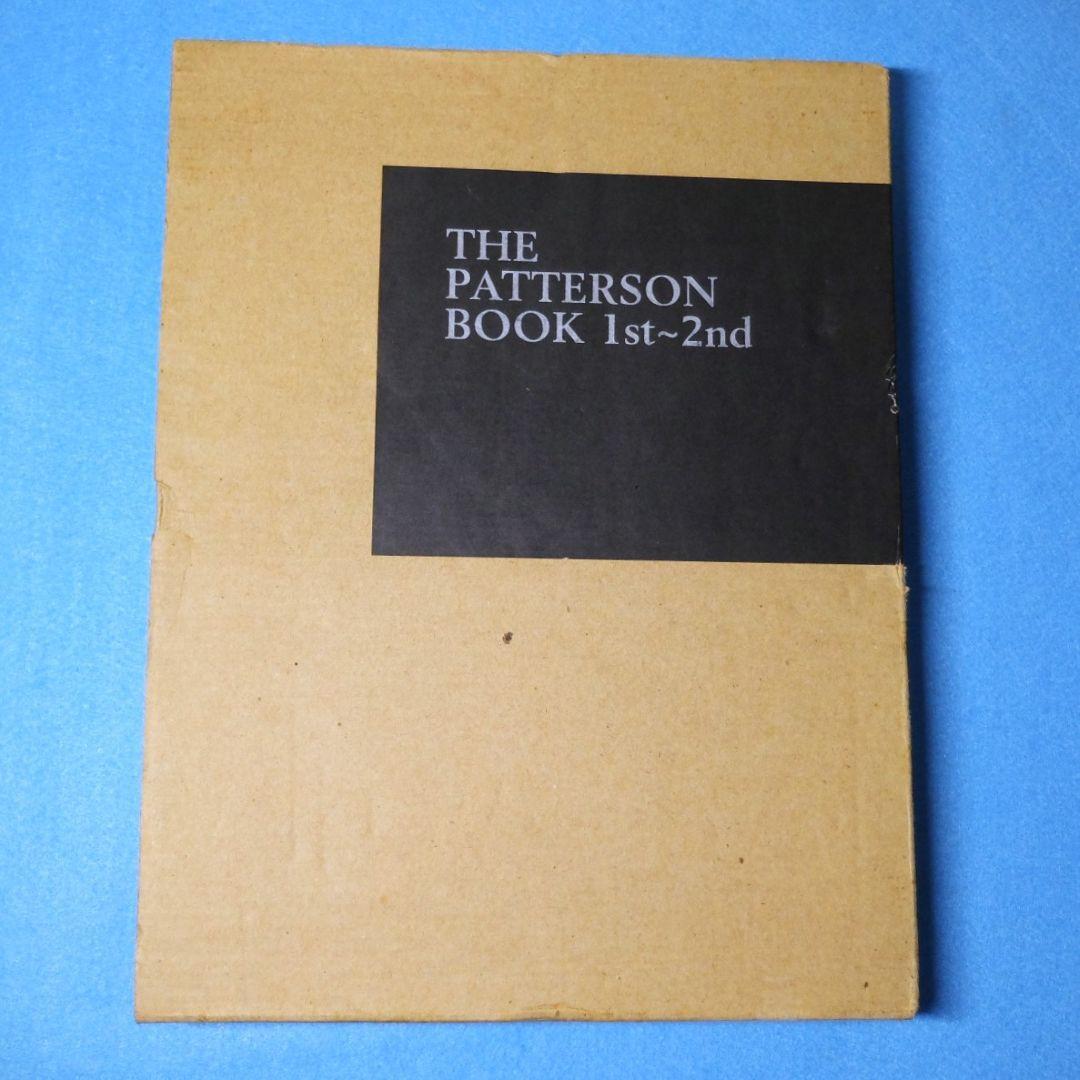 THE
PATTERSON
BOOK 1st~2nd